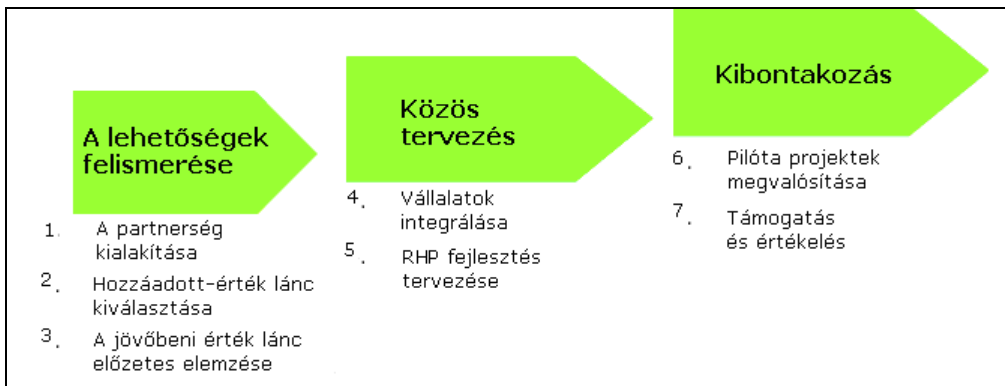 A lehetőségek
felismerése
1. A partnerség
kialakítása
2. Hozzáadott-érték lánc
kiválasztása
3. A jövőbeni érték lánc
előzetes elemzése
Közös
tervezés
4. Vállalatok
integrálása
5. RHP fejlesztés
tervezése
Kibontakozás
6. Pilóta projektek
megvalósítása
7. Támogatás
és értékelés